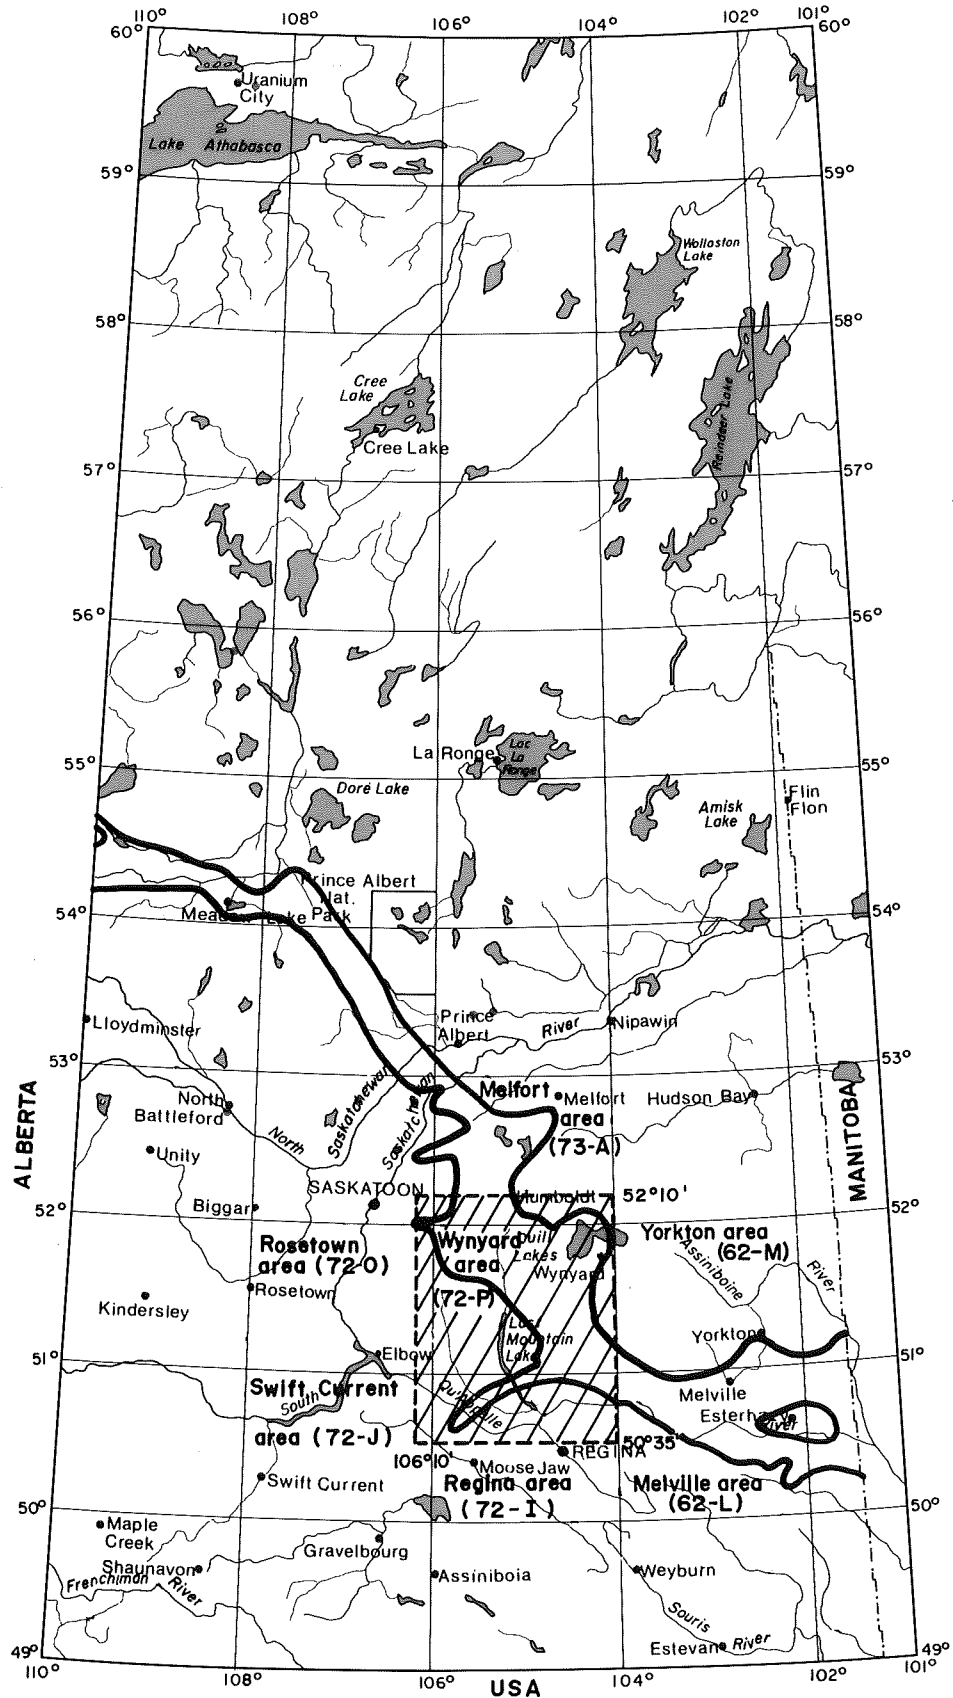 110° 108° 106° 104° 102° 101°
60° 60°
Uranium
City
Lake Athabasca
59° 59°
Wollaston
Lake
58° 58°
Cree
Lake
Reindeer Lake
Cree Lake
57° 57°
56° 56°
La Ronge
Lac
La
Ronge
55° 55°
Doré Lake
Flin
Flon
Amisk
Lake
Prince Albert
Nat.
Park
Meadow Lake
54° 54°
Lloydminster
Prince
Albert
River
Nipawin
53° 53°
ALBERTA
MANITOBA
North
Battleford
North
Saskatchewan
Saskatchewan
Melfort
area
(73-A)
Melfort
Hudson Bay
Unity
SASKATOON
Humboldt
52°10'
Biggar
52° 52°
Rosetown
area (72-O)
Wynyard
area
(72-P)
Quill
Lakes
Wynyard
Yorkton area
(62-M)
Assiniboine
River
Rosetown
Kindersley
Last
Mountain
Lake
Yorkton
Elbow
51° 51°
Swift Current
area (72-J)
South
Qu'Appelle
Melville
Esterhazy
River
106°10'
50°35'
REGINA
Moose Jaw
Regina area
(72-I)
Melville area
(62-L)
Swift Current
50° 50°
Maple
Creek
Gravelbourg
Shaunavon
Frenchman
River
Assiniboia
Weyburn
Souris
River
Estevan
49° 49°
110° 108° 106° 104° 102° 101°
USA